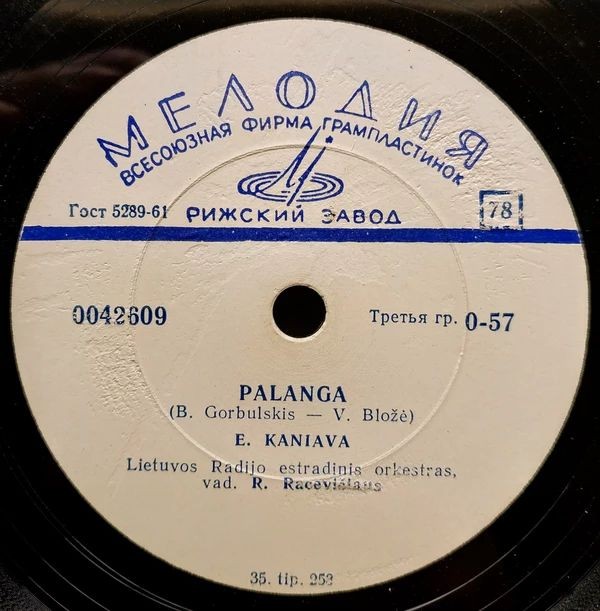 МЕЛОДИЯ
ВСЕСОЮЗНАЯ ФИРМА ГРАМПЛАСТИНОК
Гост 5289-61
РИЖСКИЙ ЗАВОД
78
0042609
Третья гр. 0-57
PALANGA
(B. Gorbulskis — V. Bložė)
E. KANIAVA
Lietuvos Radijo estradinis orkestras,
vad. R. Racevičiaus
35. tip. 253